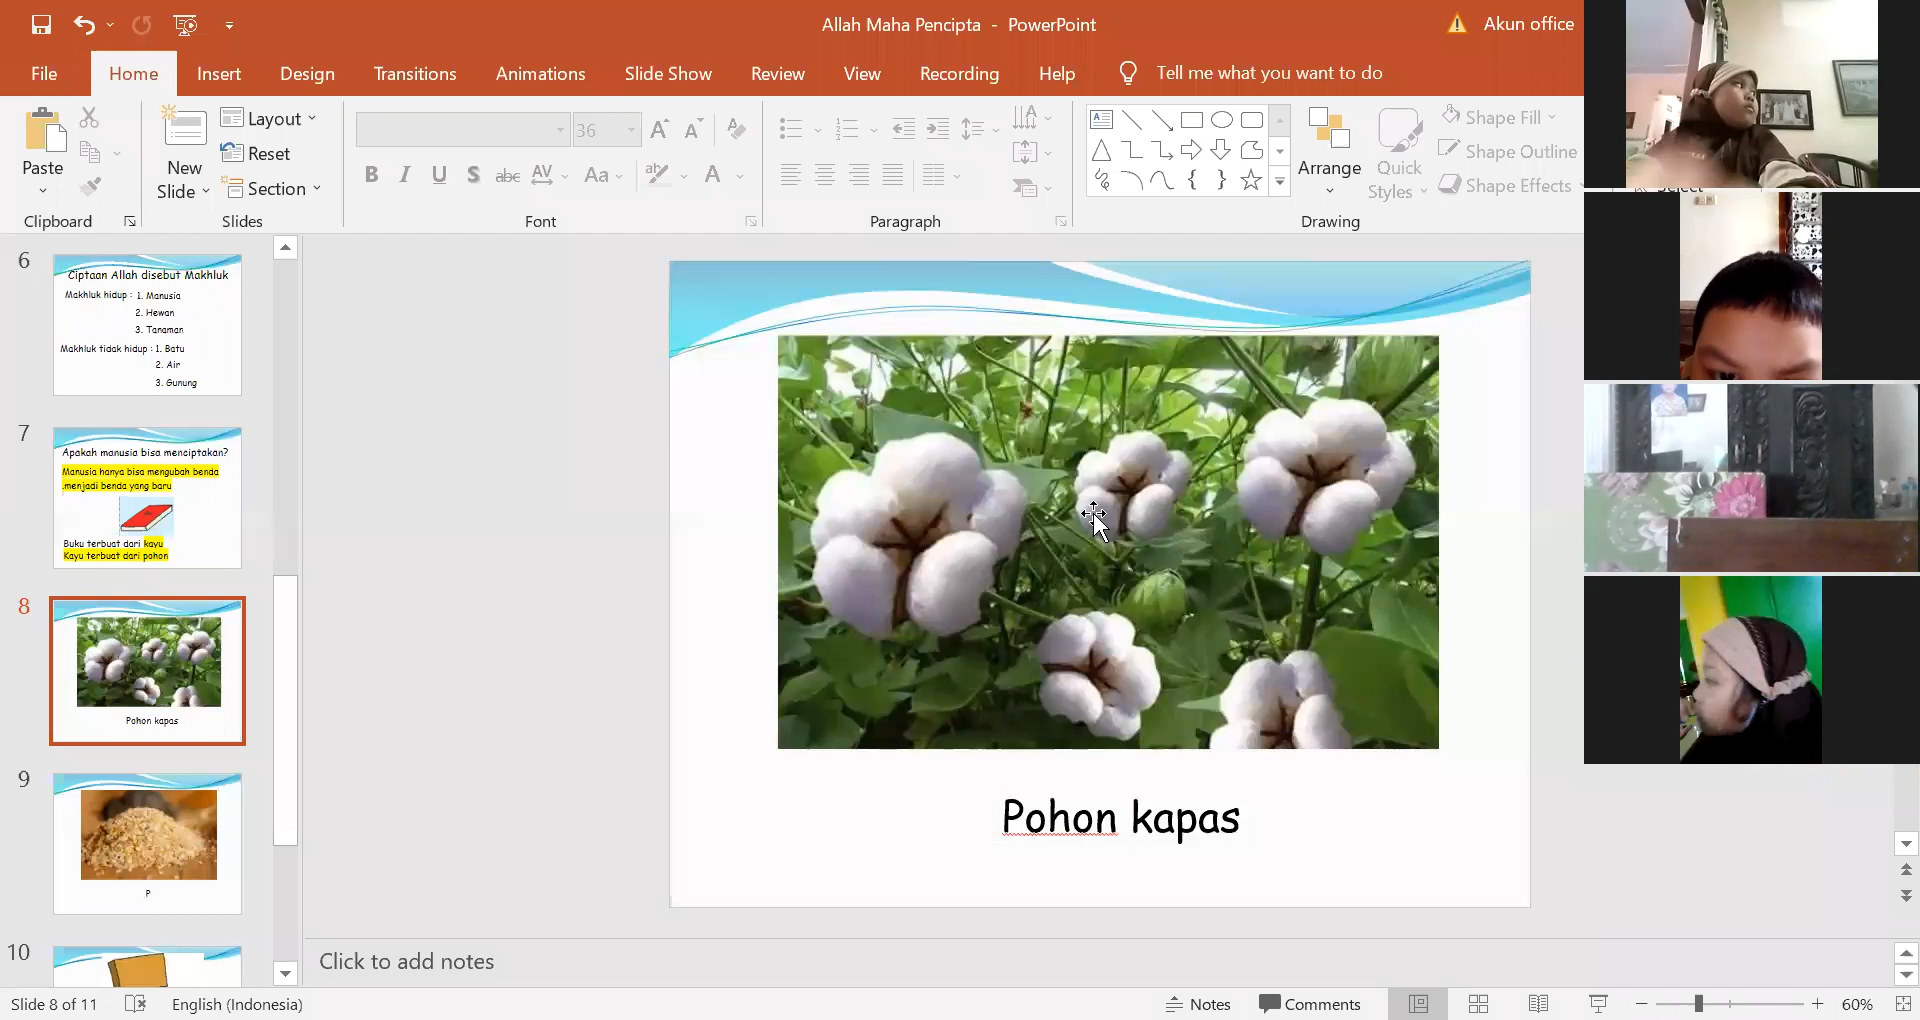 Allah Maha Pencipta - PowerPoint
Akun office
File
Home
Insert
Design
Transitions
Animations
Slide Show
Review
View
Recording
Help
Tell me what you want to do
Paste
New Slide
Layout
Reset
Section
36
B I U S abc AV Aa A
Arrange
Quick Styles
Shape Fill
Shape Outline
Shape Effects
Select
Clipboard
Slides
Font
Paragraph
Drawing
6
Ciptaan Allah disebut Makhluk
Makhluk hidup : 1. Manusia
2. Hewan
3. Tanaman
Makhluk tidak hidup : 1. Batu
2. Air
3. Gunung
7
Apakah manusia bisa menciptakan?
Manusia hanya bisa mengubah benda
menjadi benda yang baru
Buku terbuat dari kayu
Kayu terbuat dari pohon
8
Pohon kapas
9
P
10
Pohon kapas
Click to add notes
Slide 8 of 11
English (Indonesia)
Notes
Comments
60%